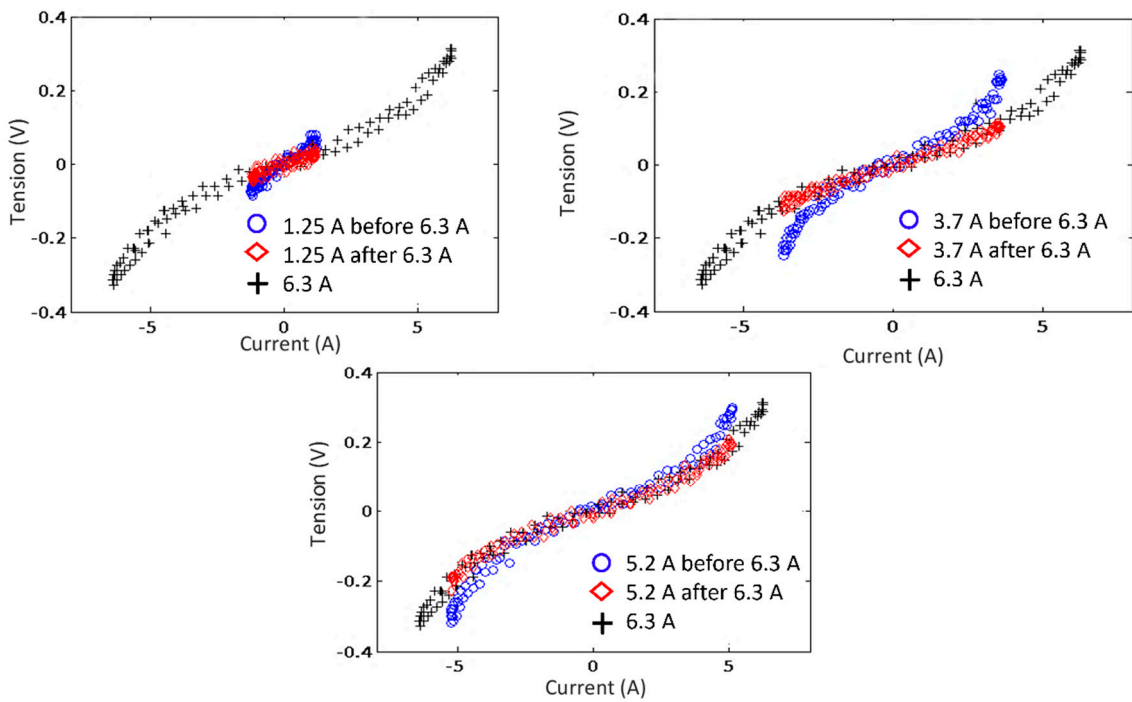 0.4
0.2
0
-0.2
-0.4
Tension (V)
-5
0
5
Current (A)
1.25 A before 6.3 A
1.25 A after 6.3 A
6.3 A
0.4
0.2
0
-0.2
-0.4
Tension (V)
-5
0
5
Current (A)
3.7 A before 6.3 A
3.7 A after 6.3 A
6.3 A
0.4
0.2
0
-0.2
-0.4
Tension (V)
-5
0
5
Current (A)
5.2 A before 6.3 A
5.2 A after 6.3 A
6.3 A